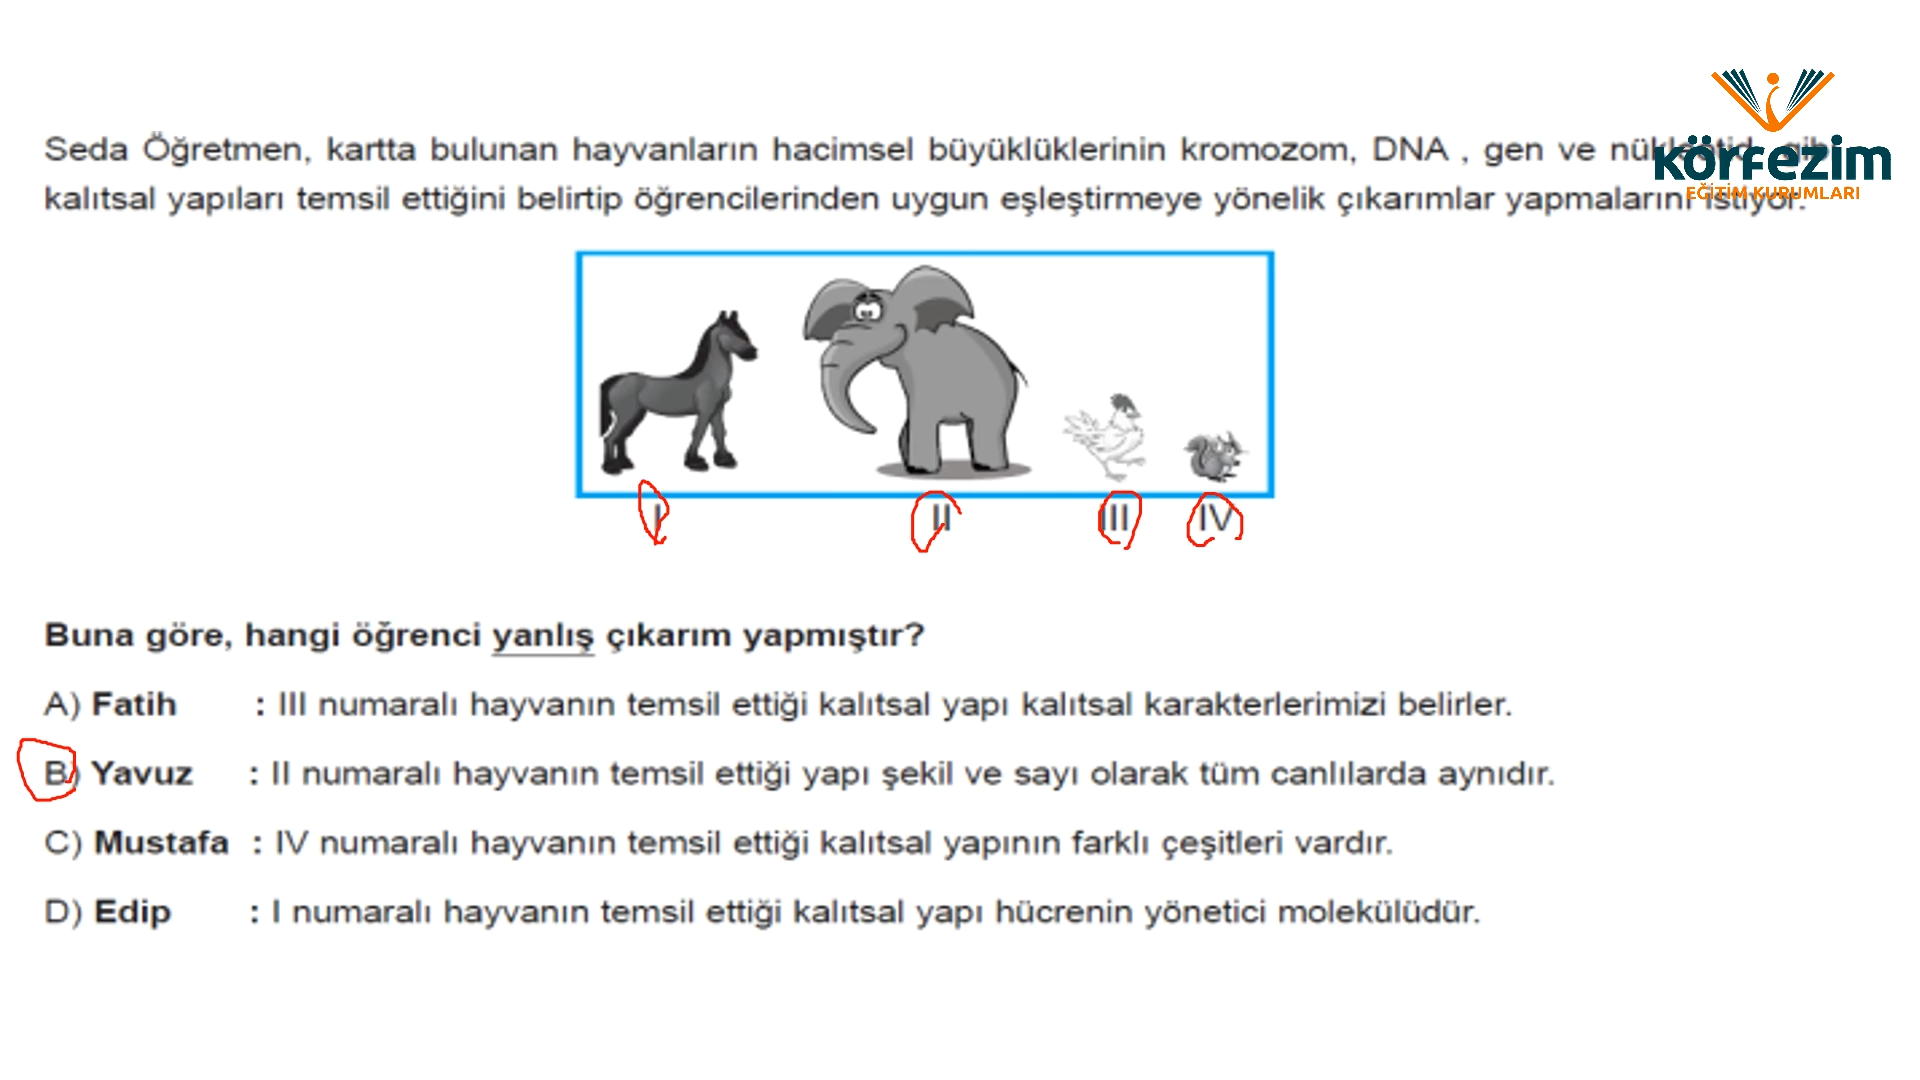 Seda Öğretmen, kartta bulunan hayvanların hacimsel büyüklüklerinin kromozom, DNA , gen ve
körfezim
kalıtsal yapıları temsil ettiğini belirtip öğrencilerinden uygun eşleştirmeye yönelik çıkarımlar yapmalarını istiyor.
EĞİTİM KURUMLARI
I II III IV
Buna göre, hangi öğrenci yanlış çıkarım yapmıştır?
A) Fatih : III numaralı hayvanın temsil ettiği kalıtsal yapı kalıtsal karakterlerimizi belirler.
B) Yavuz : II numaralı hayvanın temsil ettiği yapı şekil ve sayı olarak tüm canlılarda aynıdır.
C) Mustafa : IV numaralı hayvanın temsil ettiği kalıtsal yapının farklı çeşitleri vardır.
D) Edip : I numaralı hayvanın temsil ettiği kalıtsal yapı hücrenin yönetici molekülüdür.